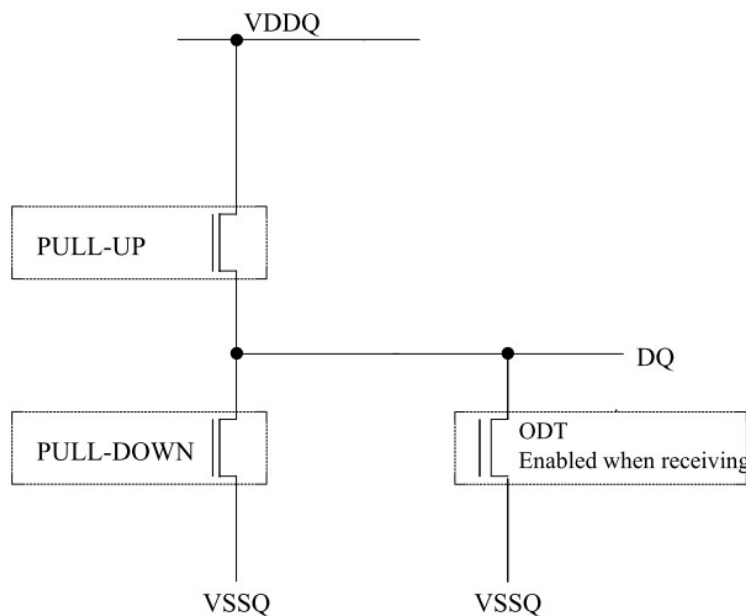 VDDQ
PULL-UP
DQ
PULL-DOWN
ODT
Enabled when receiving
VSSQ
VSSQ